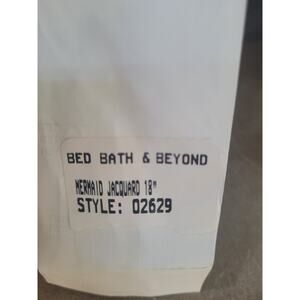 BED BATH & BEYOND
MERMAID JACQUARD 18"
STYLE: 02629